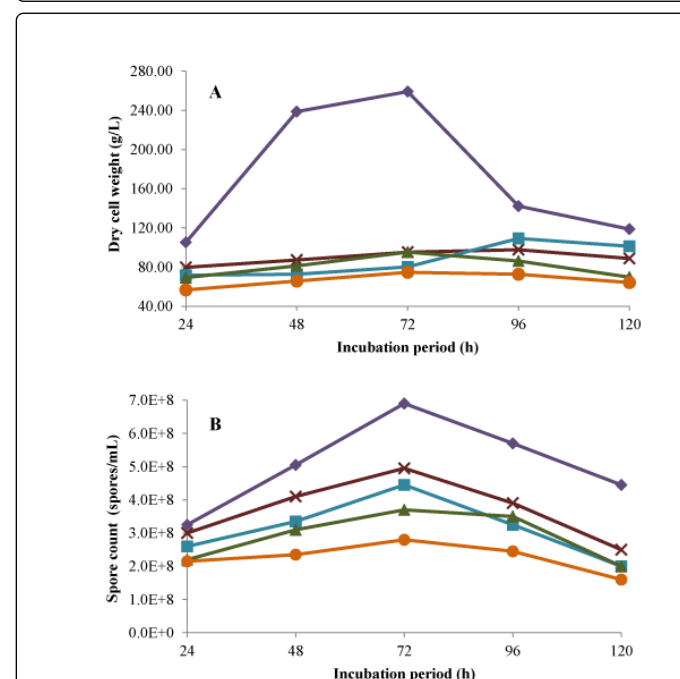 280.00
A
240.00
200.00
160.00
120.00
80.00
40.00
Dry cell weight (g/L)
24 48 72 96 120
Incubation period (h)
7.0E+8
B
6.0E+8
5.0E+8
4.0E+8
3.0E+8
2.0E+8
1.0E+8
0.0E+0
Spore count (spores/mL)
24 48 72 96 120
Incubation period (h)